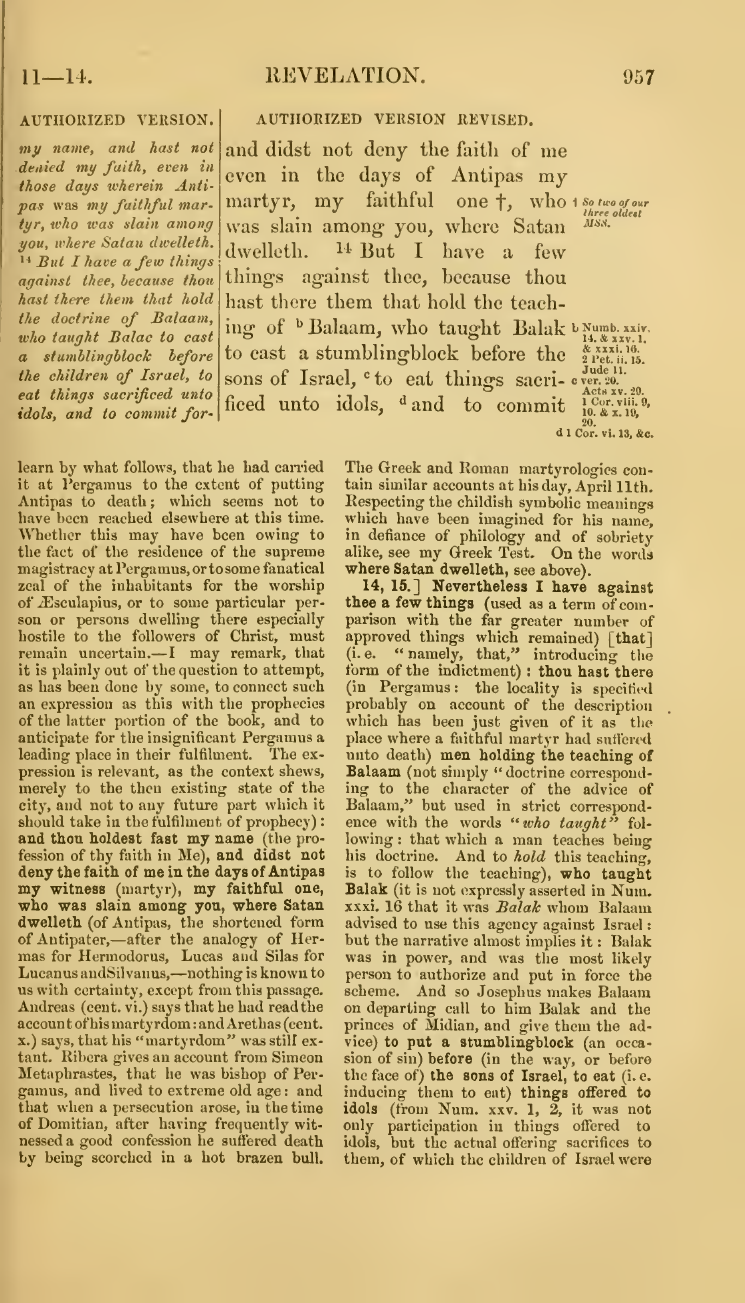 11—14.
REVELATION.
957
AUTHORIZED VERSION.
my name, and hast not
denied my faith, even in
those days wherein Anti-
pas was my faithful mar-
tyr, who was slain among
you, where Satan dwelleth.
14 But I have a few things
against thee, because thou
hast there them that hold
the doctrine of Balaam,
who taught Balac to cast
a stumblingblock before
the children of Israel, to
eat things sacrificed unto
idols, and to commit for-
AUTHORIZED VERSION REVISED.
and didst not deny the faith of me
even in the days of Antipas my
martyr, my faithful one †, who
was slain among you, where Satan
dwelleth. 14 But I have a few
things against thee, because thou
hast there them that hold the teach-
ing of b Balaam, who taught Balak
to cast a stumblingblock before the
sons of Israel, c to eat things sacri-
ficed unto idols, d and to commit
† So two of our
three oldest
MSS.
b Numb. xxiv.
14. & xxv. 1.
& xxxi. 16.
2 Pet. ii. 15.
Jude 11.
c ver. 20.
Acts xv. 29.
1 Cor. viii. 9,
10. & x. 19,
20.
d 1 Cor. vi. 13, &c.
learn by what follows, that he had carried
it at Pergamus to the extent of putting
Antipas to death; which seems not to
have been reached elsewhere at this time.
Whether this may have been owing to
the fact of the residence of the supreme
magistracy at Pergamus, or to some fanatical
zeal of the inhabitants for the worship
of Æsculapius, or to some particular per-
son or persons dwelling there especially
hostile to the followers of Christ, must
remain uncertain.—I may remark, that
it is plainly out of the question to attempt,
as has been done by some, to connect such
an expression as this with the prophecies
of the latter portion of the book, and to
anticipate for the insignificant Pergamus a
leading place in their fulfilment. The ex-
pression is relevant, as the context shews,
merely to the then existing state of the
city, and not to any future part which it
should take in the fulfilment of prophecy) :
and thou holdest fast my name (the pro-
fession of thy faith in Me), and didst not
deny the faith of me in the days of Antipas
my witness (martyr), my faithful one,
who was slain among you, where Satan
dwelleth (of Antipas, the shortened form
of Antipater,—after the analogy of Her-
mas for Hermodorus, Lucas and Silas for
Lucanus and Silvanus,—nothing is known to
us with certainty, except from this passage.
Andreas (cent. vi.) says that he had read the
account of his martyrdom: and Arethas (cent.
x.) says, that his "martyrdom" was still ex-
tant. Ribera gives an account from Simeon
Metaphrastes, that he was bishop of Per-
gamus, and lived to extreme old age: and
that when a persecution arose, in the time
of Domitian, after having frequently wit-
nessed a good confession he suffered death
by being scorched in a hot brazen bull.
The Greek and Roman martyrologies con-
tain similar accounts at his day, April 11th.
Respecting the childish symbolic meanings
which have been imagined for his name,
in defiance of philology and of sobriety
alike, see my Greek Test. On the words
where Satan dwelleth, see above).
14, 15.] Nevertheless I have against
thee a few things (used as a term of com-
parison with the far greater number of
approved things which remained) [that]
(i. e. "namely, that," introducing the
form of the indictment) : thou hast there
(in Pergamus: the locality is specified
probably on account of the description
which has been just given of it as the
place where a faithful martyr had suffered
unto death) men holding the teaching of
Balaam (not simply "doctrine correspond-
ing to the character of the advice of
Balaam," but used in strict correspond-
ence with the words "who taught" fol-
lowing: that which a man teaches being
his doctrine. And to hold this teaching,
is to follow the teaching), who taught
Balak (it is not expressly asserted in Num.
xxxi. 16 that it was Balak whom Balaam
advised to use this agency against Israel:
but the narrative almost implies it: Balak
was in power, and was the most likely
person to authorize and put in force the
scheme. And so Josephus makes Balaam
on departing call to him Balak and the
princes of Midian, and give them the ad-
vice) to put a stumblingblock (an occa-
sion of sin) before (in the way, or before
the face of) the sons of Israel, to eat (i. e.
inducing them to eat) things offered to
idols (from Num. xxv. 1, 2, it was not
only participation in things offered to
idols, but the actual offering sacrifices to
them, of which the children of Israel were